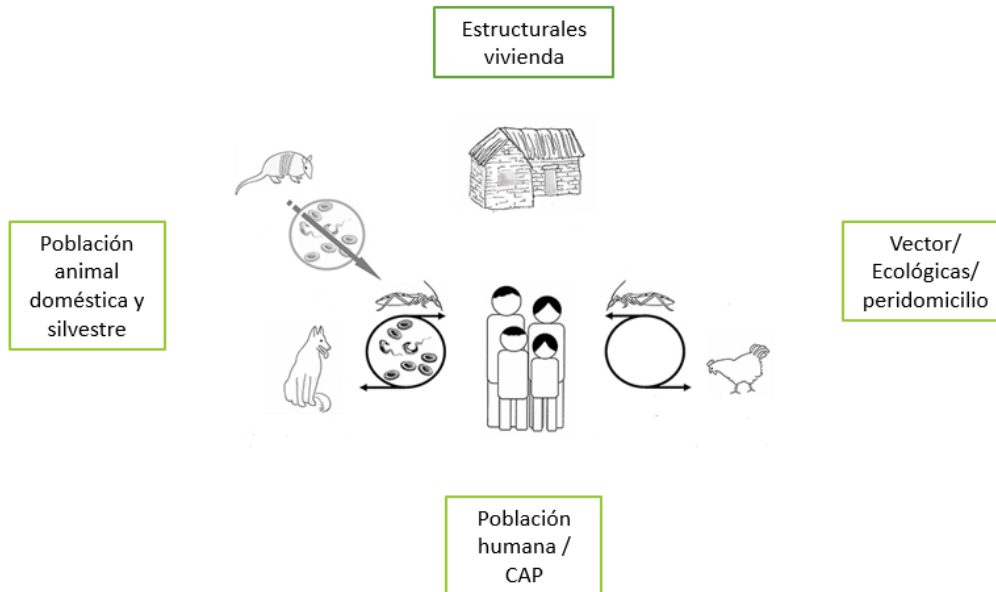 Estructurales
vivienda
Población
animal
doméstica y
silvestre
Vector/
Ecológicas/
peridomicilio
Población
humana /
CAP